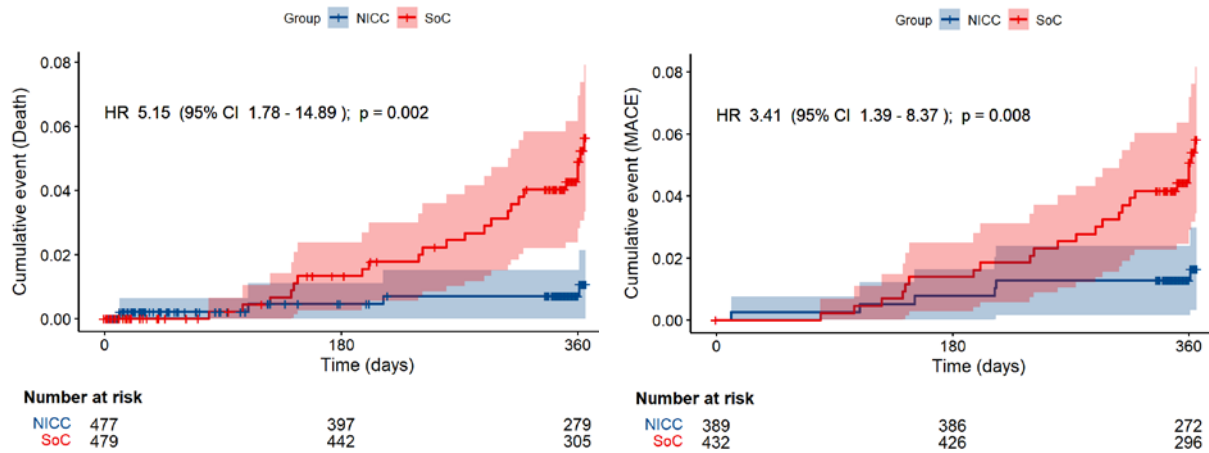 Group NICC SoC
Cumulative event (Death)
0.08
0.06
0.04
0.02
0.00
HR 5.15 (95% CI 1.78 - 14.89 ); p = 0.002
0 180 360
Time (days)
Number at risk
NICC 477 397 279
SoC 479 442 305
Group NICC SoC
Cumulative event (MACE)
0.08
0.06
0.04
0.02
0.00
HR 3.41 (95% CI 1.39 - 8.37 ); p = 0.008
0 180 360
Time (days)
Number at risk
NICC 389 386 272
SoC 432 426 296